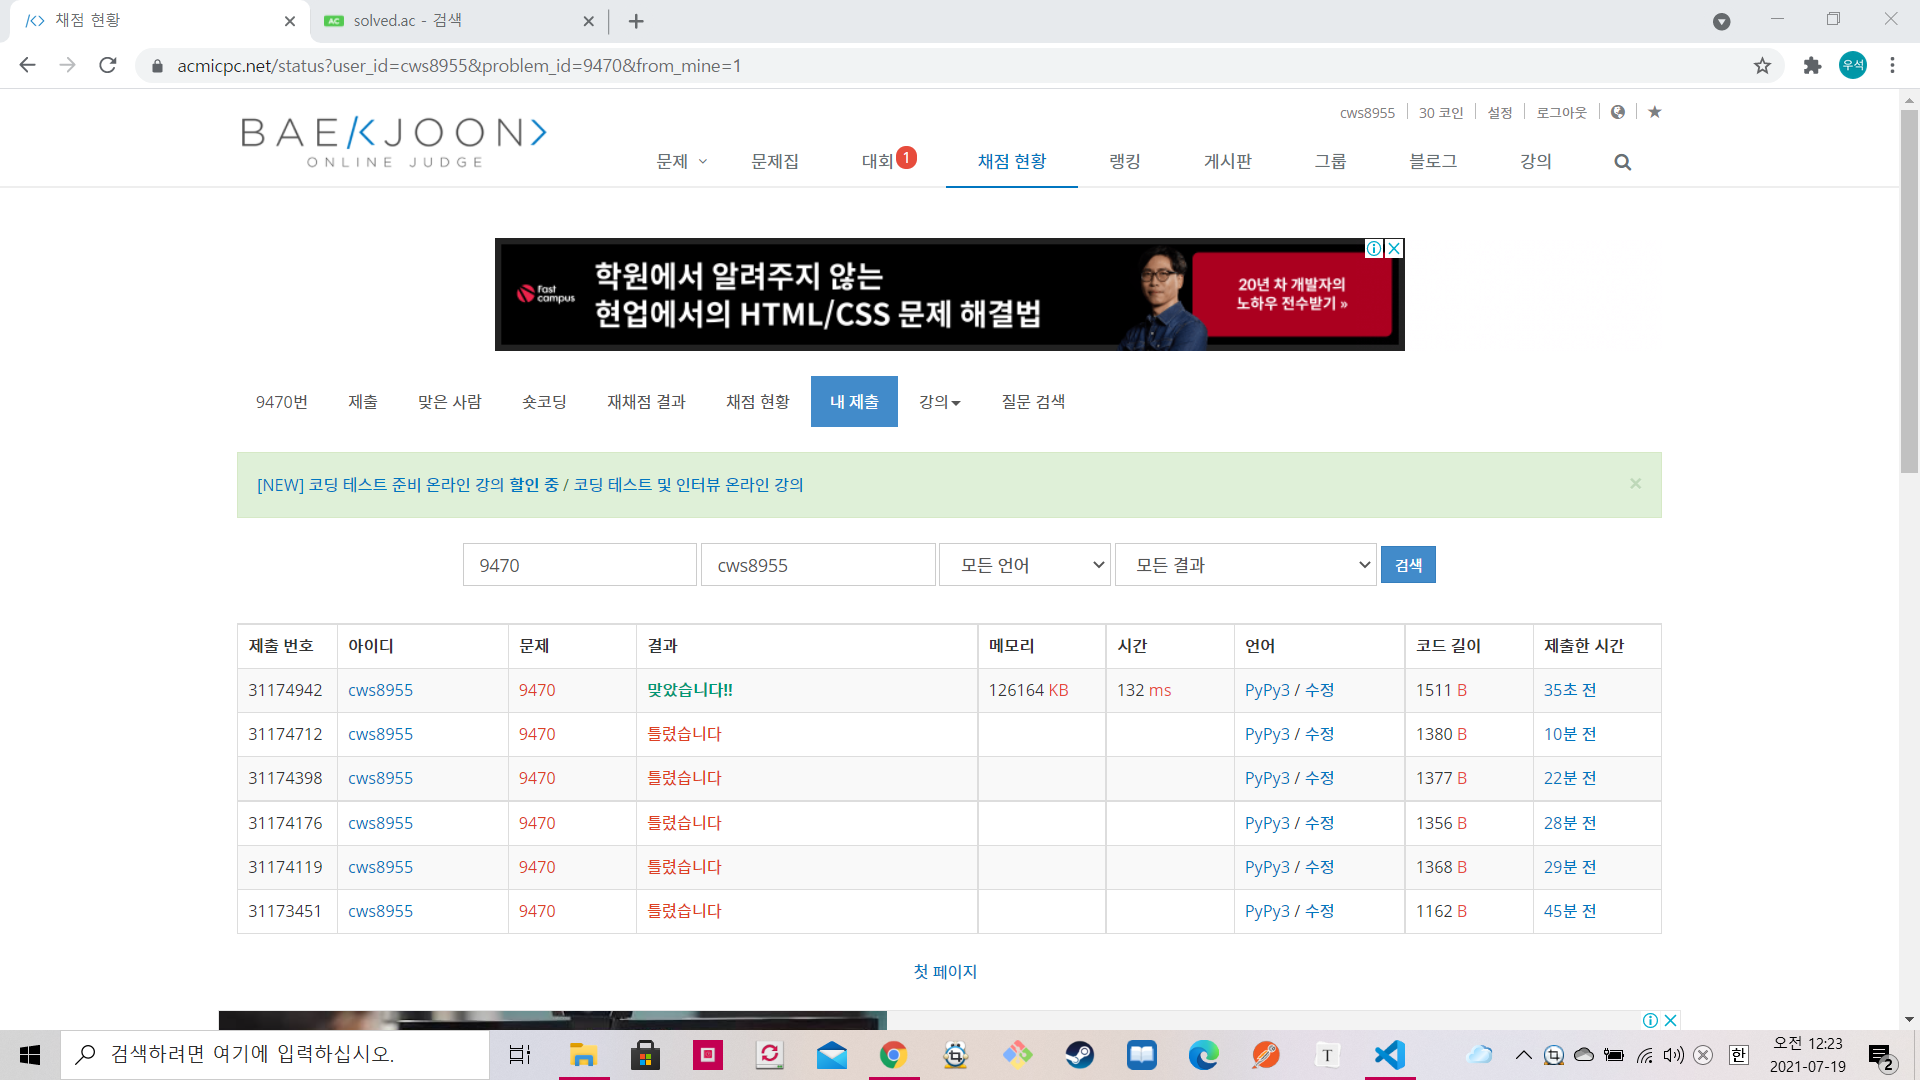 채점 현황
solved.ac - 검색
acmicpc.net/status?user_id=cws8955&problem_id=9470&from_mine=1
우석
cws8955 30 코인 설정 로그아웃
BAEKJOON
ONLINE JUDGE
문제 문제집 대회 1 채점 현황 랭킹 게시판 그룹 블로그 강의
Fast campus
학원에서 알려주지 않는
현업에서의 HTML/CSS 문제 해결법
20년 차 개발자의
노하우 전수받기 »
9470번 제출 맞은 사람 숏코딩 재채점 결과 채점 현황 내 제출 강의 질문 검색
[NEW] 코딩 테스트 준비 온라인 강의 할인 중 / 코딩 테스트 및 인터뷰 온라인 강의 ×
9470 cws8955 모든 언어 모든 결과 검색
제출 번호 아이디 문제 결과 메모리 시간 언어 코드 길이 제출한 시간
31174942 cws8955 9470 맞았습니다!! 126164 KB 132 ms PyPy3 / 수정 1511 B 35초 전
31174712 cws8955 9470 틀렸습니다 PyPy3 / 수정 1380 B 10분 전
31174398 cws8955 9470 틀렸습니다 PyPy3 / 수정 1377 B 22분 전
31174176 cws8955 9470 틀렸습니다 PyPy3 / 수정 1356 B 28분 전
31174119 cws8955 9470 틀렸습니다 PyPy3 / 수정 1368 B 29분 전
31173451 cws8955 9470 틀렸습니다 PyPy3 / 수정 1162 B 45분 전
첫 페이지
검색하려면 여기에 입력하십시오.
T
한
오전 12:23
2021-07-19
2